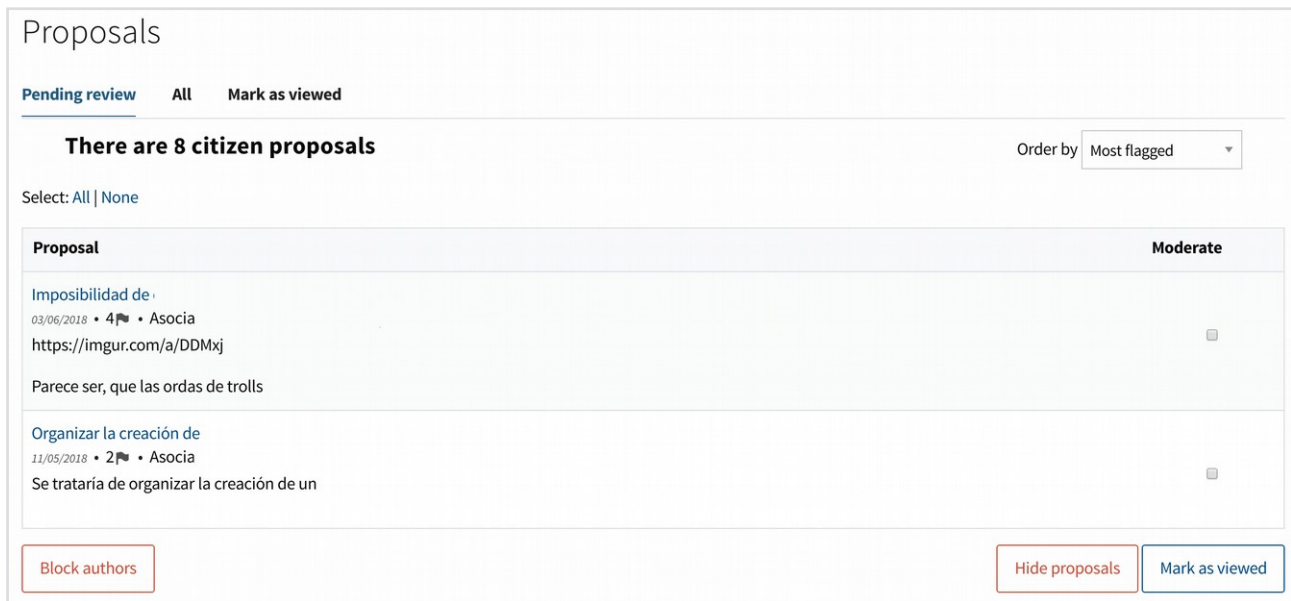 Proposals
Pending review All Mark as viewed
There are 8 citizen proposals
Order by Most flagged
Select: All | None
Proposal Moderate
Imposibilidad de
03/06/2018 • 4 • Asocia
https://imgur.com/a/DDMxj
Parece ser, que las ordas de trolls
Organizar la creación de
11/05/2018 • 2 • Asocia
Se trataría de organizar la creación de un
Block authors Hide proposals Mark as viewed